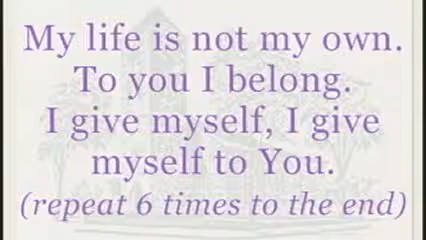 My life is not my own.
To you I belong.
I give myself, I give
myself to You.
(repeat 6 times to the end)